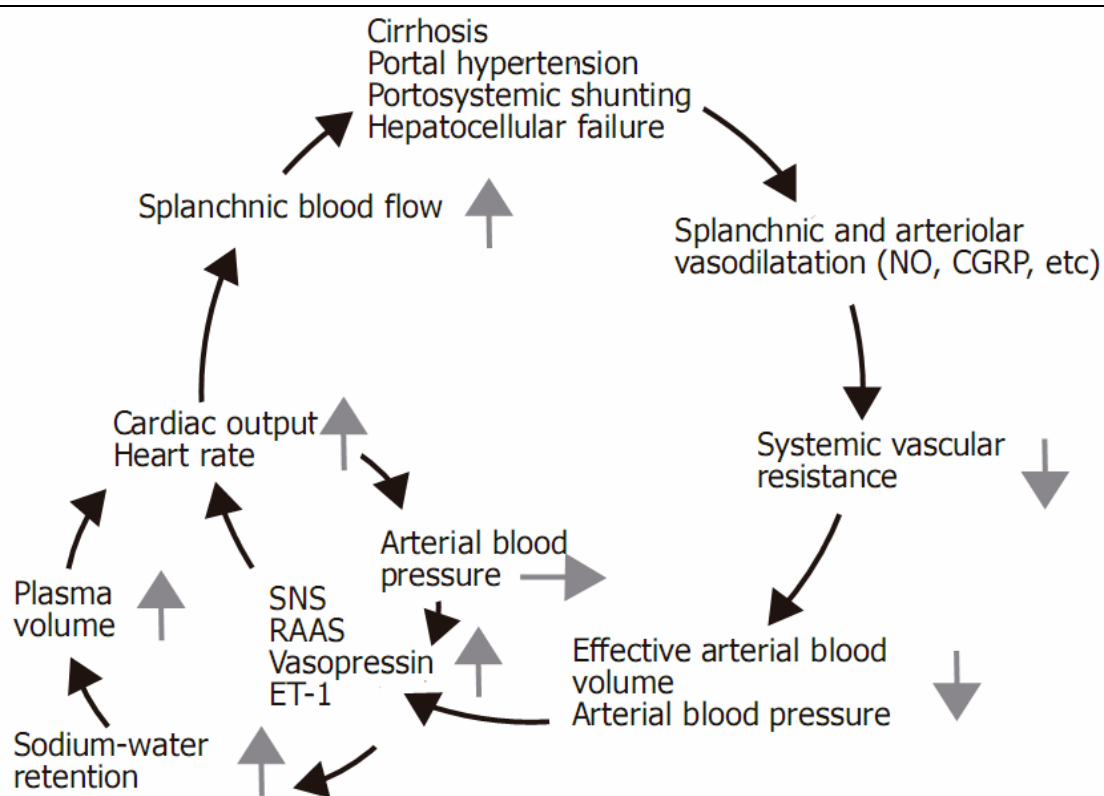 Cirrhosis
Portal hypertension
Portosystemic shunting
Hepatocellular failure
Splanchnic blood flow
Splanchnic and arteriolar
vasodilatation (NO, CGRP, etc)
Cardiac output
Heart rate
Systemic vascular
resistance
Arterial blood
pressure
Plasma
volume
SNS
RAAS
Vasopressin
ET-1
Effective arterial blood
volume
Arterial blood pressure
Sodium-water
retention